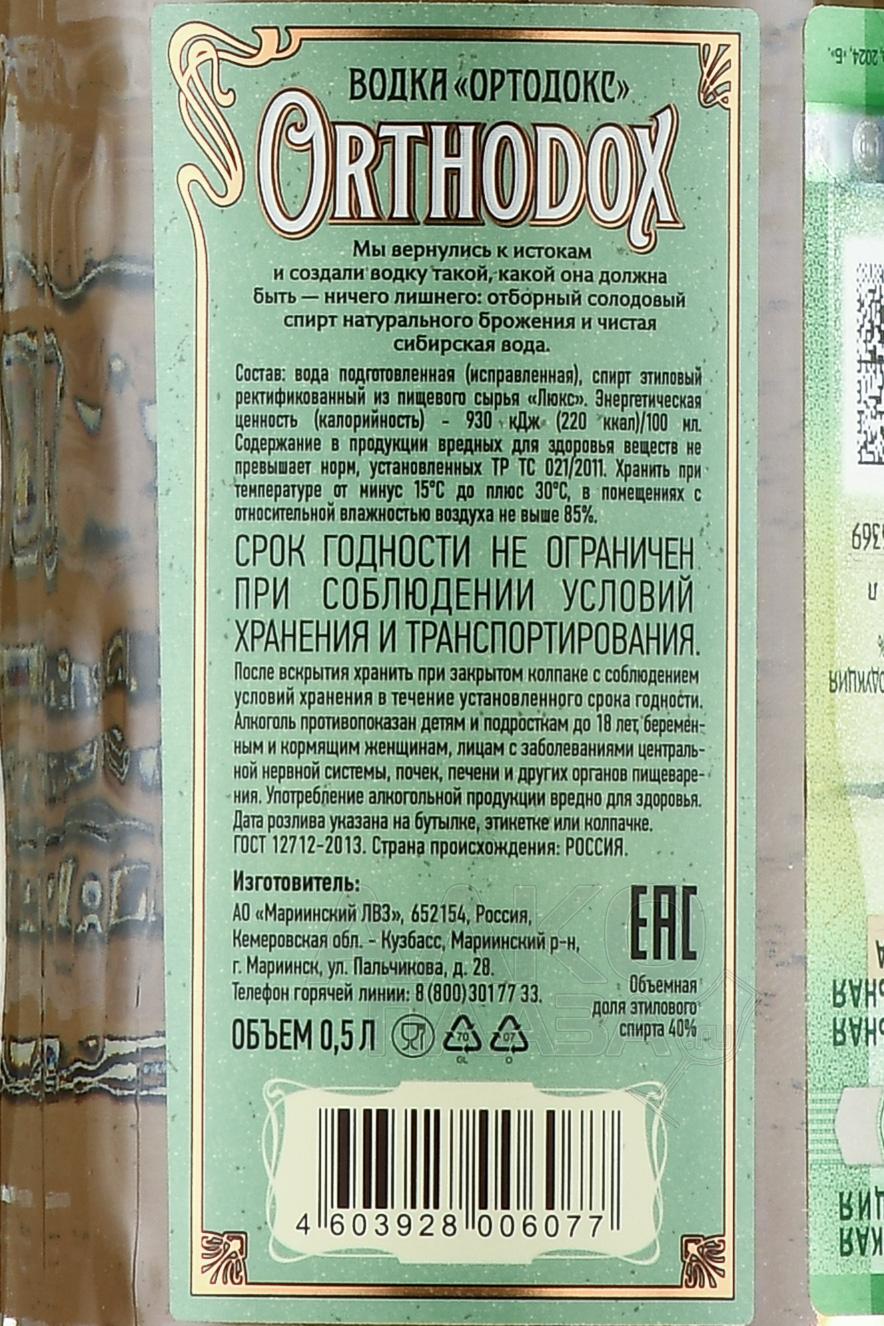 ВОДКА «ОРТОДОКС»
ORTHODOX
Мы вернулись к истокам
и создали водку такой, какой она должна
быть — ничего лишнего: отборный солодовый
спирт натурального брожения и чистая
сибирская вода.
Состав: вода подготовленная (исправленная), спирт этиловый
ректификованный из пищевого сырья «Люкс». Энергетическая
ценность (калорийность) - 930 кДж (220 ккал)/100 мл.
Содержание в продукции вредных для здоровья веществ не
превышает норм, установленных ТР ТС 021/2011. Хранить при
температуре от минус 15°С до плюс 30°С, в помещениях с
относительной влажностью воздуха не выше 85%.
СРОК ГОДНОСТИ НЕ ОГРАНИЧЕН
ПРИ СОБЛЮДЕНИИ УСЛОВИЙ
ХРАНЕНИЯ И ТРАНСПОРТИРОВАНИЯ.
После вскрытия хранить при закрытом колпаке с соблюдением
условий хранения в течение установленного срока годности.
Алкоголь противопоказан детям и подросткам до 18 лет, беремен-
ным и кормящим женщинам, лицам с заболеваниями централь-
ной нервной системы, почек, печени и других органов пищеваре-
ния. Употребление алкогольной продукции вредно для здоровья.
Дата розлива указана на бутылке, этикетке или колпачке.
ГОСТ 12712-2013. Страна происхождения: РОССИЯ.
Изготовитель:
АО «Мариинский ЛВЗ», 652154, Россия,
Кемеровская обл. - Кузбасс, Мариинский р-н,
г. Мариинск, ул. Пальчикова, д. 28.
Телефон горячей линии: 8 (800)301 77 33.
ЕАС
Объемная
доля этилового
спирта 40%
ОБЪЕМ 0,5 Л
70
GL
07
O
4 603928 006077